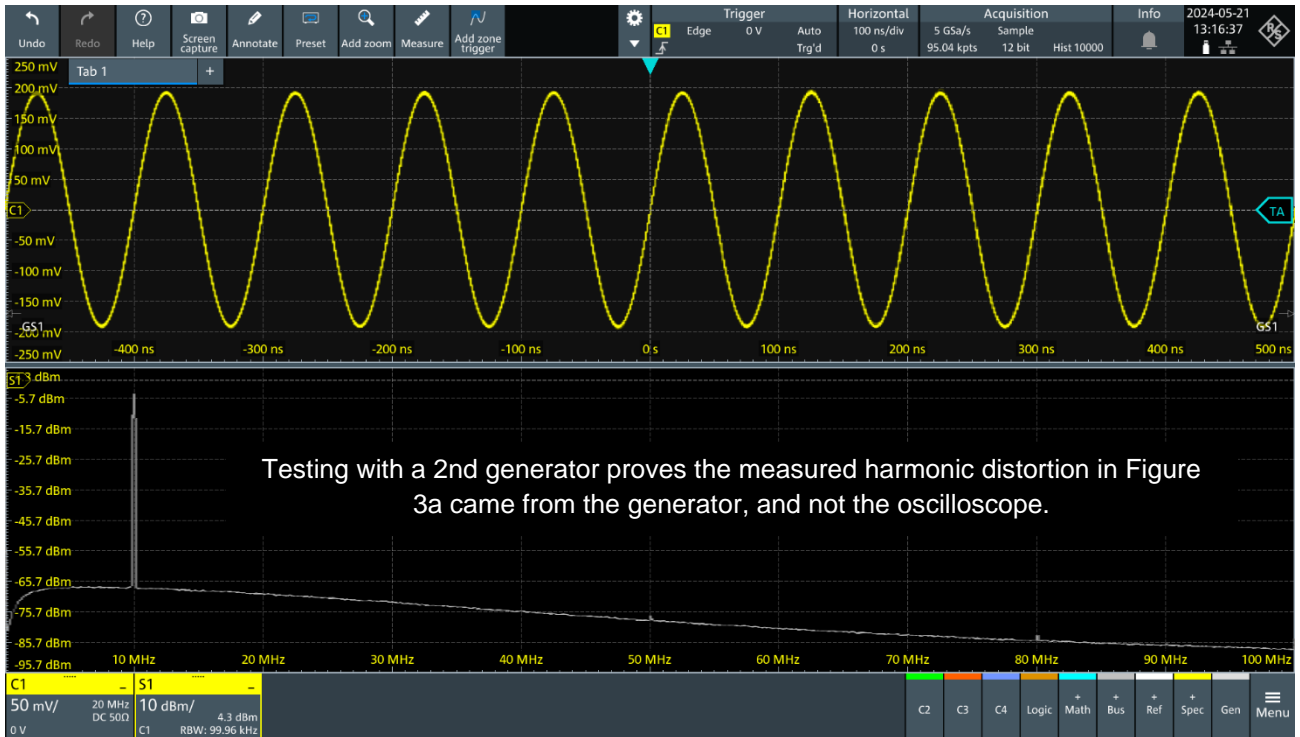 Undo
Redo
Help
Screen capture
Annotate
Preset
Add zoom
Measure
Add zone trigger
Trigger
C1 Edge 0 V Auto
Trg'd
Horizontal
100 ns/div
0 s
Acquisition
5 GSa/s Sample
95.04 kpts 12 bit Hist 10000
Info
2024-05-21
13:16:37
R&S
Tab 1 +
250 mV
200 mV
150 mV
100 mV
50 mV
C1
TA
-50 mV
-100 mV
-150 mV
-200 mV
GS1
GS1
-250 mV
-400 ns -300 ns -200 ns -100 ns 0 s 100 ns 200 ns 300 ns 400 ns 500 ns
S1 dBm
-5.7 dBm
-15.7 dBm
-25.7 dBm
-35.7 dBm
-45.7 dBm
-55.7 dBm
-65.7 dBm
-75.7 dBm
-85.7 dBm
-95.7 dBm
Testing with a 2nd generator proves the measured harmonic distortion in Figure
3a came from the generator, and not the oscilloscope.
10 MHz 20 MHz 30 MHz 40 MHz 50 MHz 60 MHz 70 MHz 80 MHz 90 MHz 100 MHz
C1
50 mV/ 20 MHz
DC 50Ω
0 V
S1
10 dBm/
4.3 dBm
C1 RBW: 99.96 kHz
C2 C3 C4 Logic + Math + Bus + Ref + Spec Gen Menu